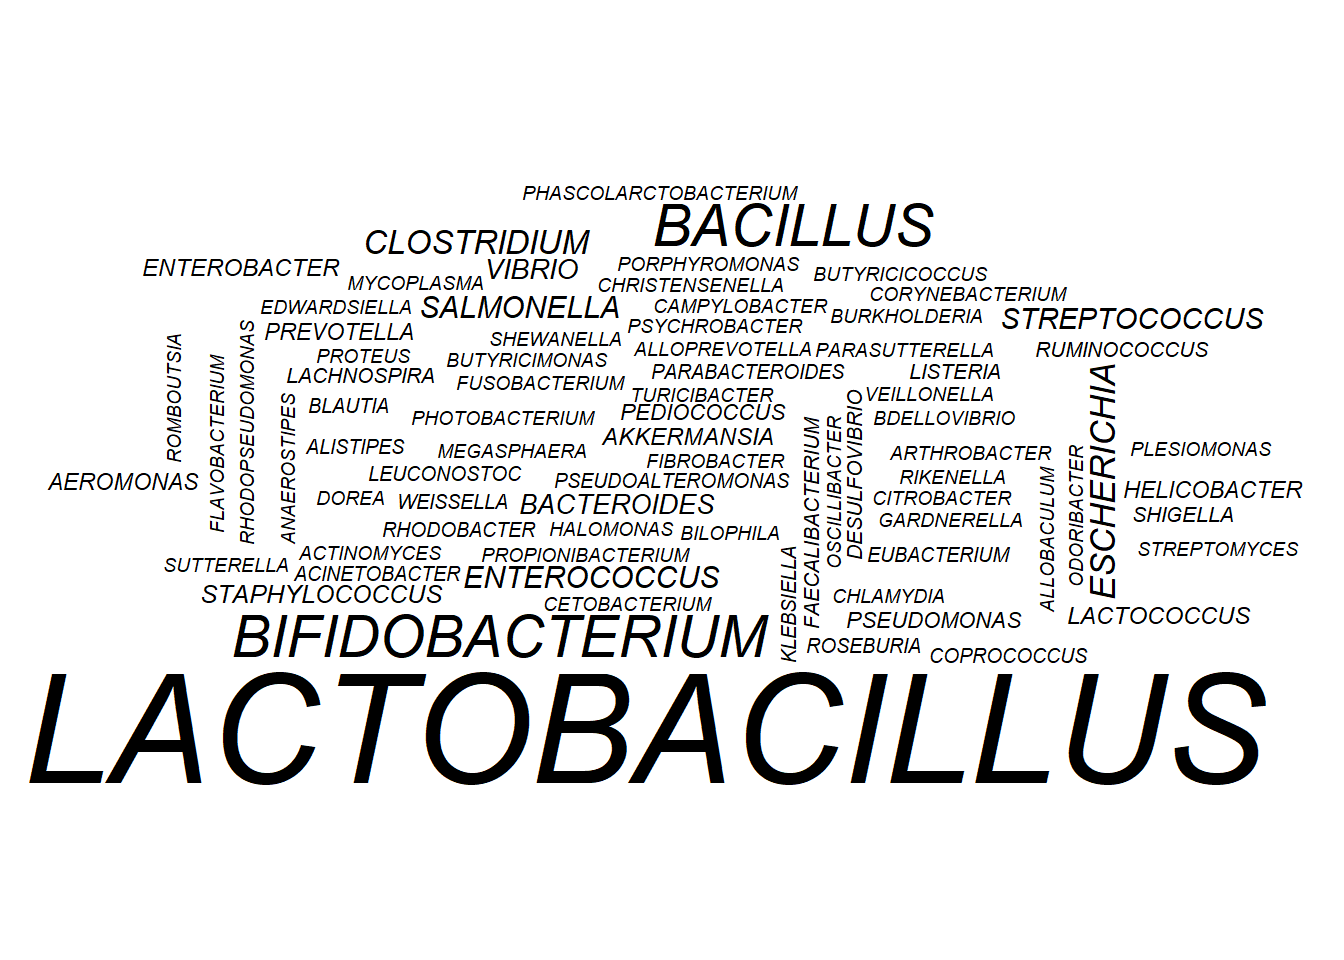 PHASCOLARCTOBACTERIUM
BACILLUS
CLOSTRIDIUM
ENTEROBACTER
VIBRIO
PORPHYROMONAS
BUTYRICICOCCUS
MYCOPLASMA
CHRISTENSENELLA
CORYNEBACTERIUM
EDWARDSIELLA
SALMONELLA
CAMPYLOBACTER
BURKHOLDERIA
STREPTOCOCCUS
PREVOTELLA
SHEWANELLA
PSYCHROBACTER
PROTEUS
BUTYRICIMONAS
ALLOPREVOTELLA
PARASUTTERELLA
RUMINOCOCCUS
LACHNOSPIRA
FUSOBACTERIUM
PARABACTEROIDES
LISTERIA
ROMBOUTSIA
FLAVOBACTERIUM
RHODOPSEUDOMONAS
ANAEROSTIPES
BLAUTIA
TURICIBACTER
VEILLONELLA
PHOTOBACTERIUM
PEDIOCOCCUS
BDELLOVIBRIO
ESCHERICHIA
ALISTIPES
MEGASPHAERA
AKKERMANSIA
ARTHROBACTER
PLESIOMONAS
FIBROBACTER
AEROMONAS
LEUCONOSTOC
PSEUDOALTEROMONAS
FAECALIBACTERIUM
OSCILLIBACTER
DESULFOVIBRIO
RIKENELLA
HELICOBACTER
DOREA
WEISSELLA
BACTEROIDES
CITROBACTER
ALLOBACULUM
ODORIBACTER
SHIGELLA
RHODOBACTER
HALOMONAS
BILOPHILA
GARDNERELLA
STREPTOMYCES
ACTINOMYCES
PROPIONIBACTERIUM
EUBACTERIUM
SUTTERELLA
ACINETOBACTER
ENTEROCOCCUS
STAPHYLOCOCCUS
CETOBACTERIUM
KLEBSIELLA
CHLAMYDIA
LACTOCOCCUS
PSEUDOMONAS
BIFIDOBACTERIUM
ROSEBURIA
COPROCOCCUS
LACTOBACILLUS